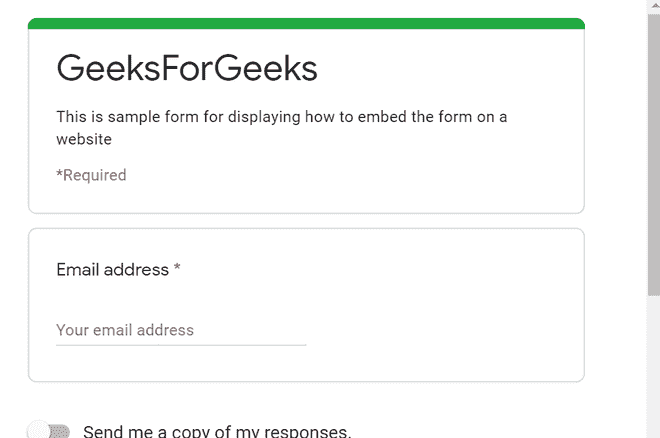 GeeksForGeeks
This is sample form for displaying how to embed the form on a
website
*Required
Email address *
Your email address
Send me a copy of my responses.